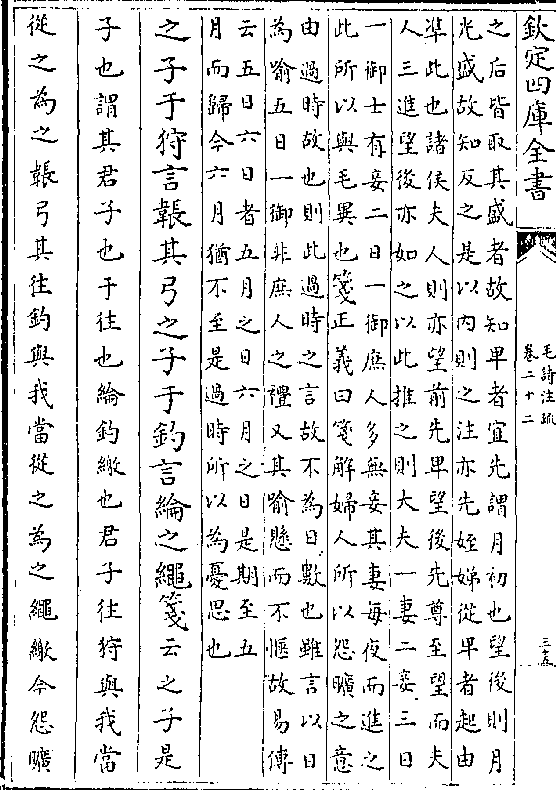 欽定四庫全書
毛詩注疏
卷二十二
三十五
之后皆取其盛者故知卑者宜先謂月初也望後則月
光盛故知反之是以内則之注亦先姪娣從卑者起由
凖此也諸侯夫人則亦望前先卑望後先尊至望而夫
人三進望後亦如之以此推之則大夫一妻二妾三日
一御士有妾二日一御庶人多無妾其妻每夜而進之
此所以與毛異也箋正義曰箋解婦人所以怨曠之意
由過時故也則此過時之言故不為日數也雖言以日
為喻五日一御非庶人之禮又其喻懸而不愜故易傳
云五日六日者五月之日六月之日是期至五
月而歸今六月猶不至是過時所以為憂思也
之子于狩言韔其弓之子于釣言綸之繩箋云之子是
子也謂其君子也于往也綸釣繳也君子往狩與我當
從之為之韔弓其往釣與我當從之為之繩繳今怨曠